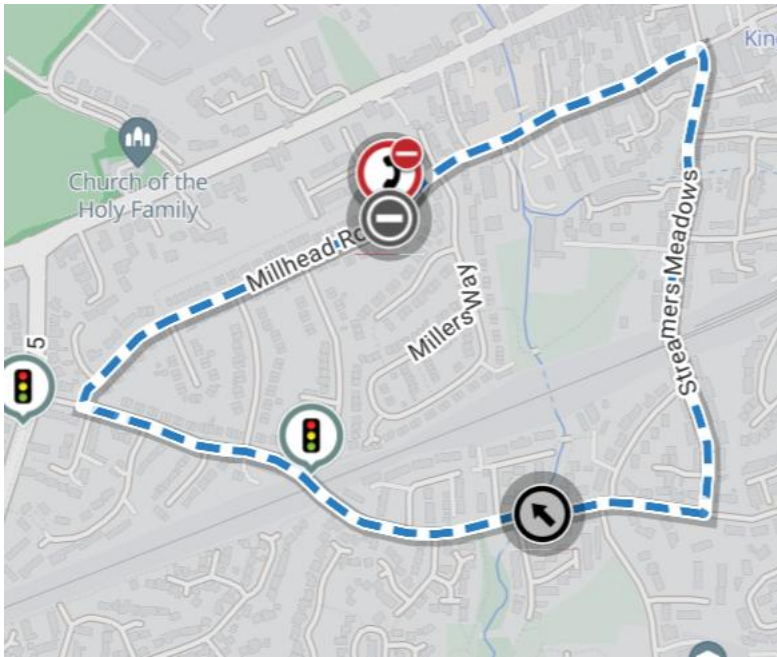 Kin
Church of the
Holy Family
Millhead Ro
Streamers Meadows
Millers Way
5